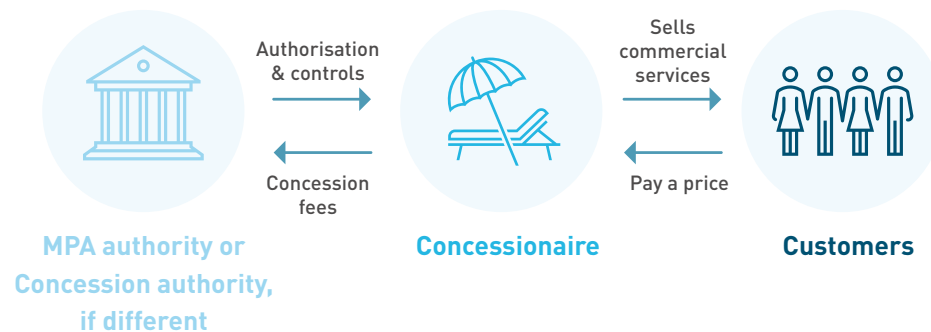 Authorisation
& controls
Concession
fees
Sells
commercial
services
Pay a price
MPA authority or
Concession authority,
if different
Concessionaire
Customers